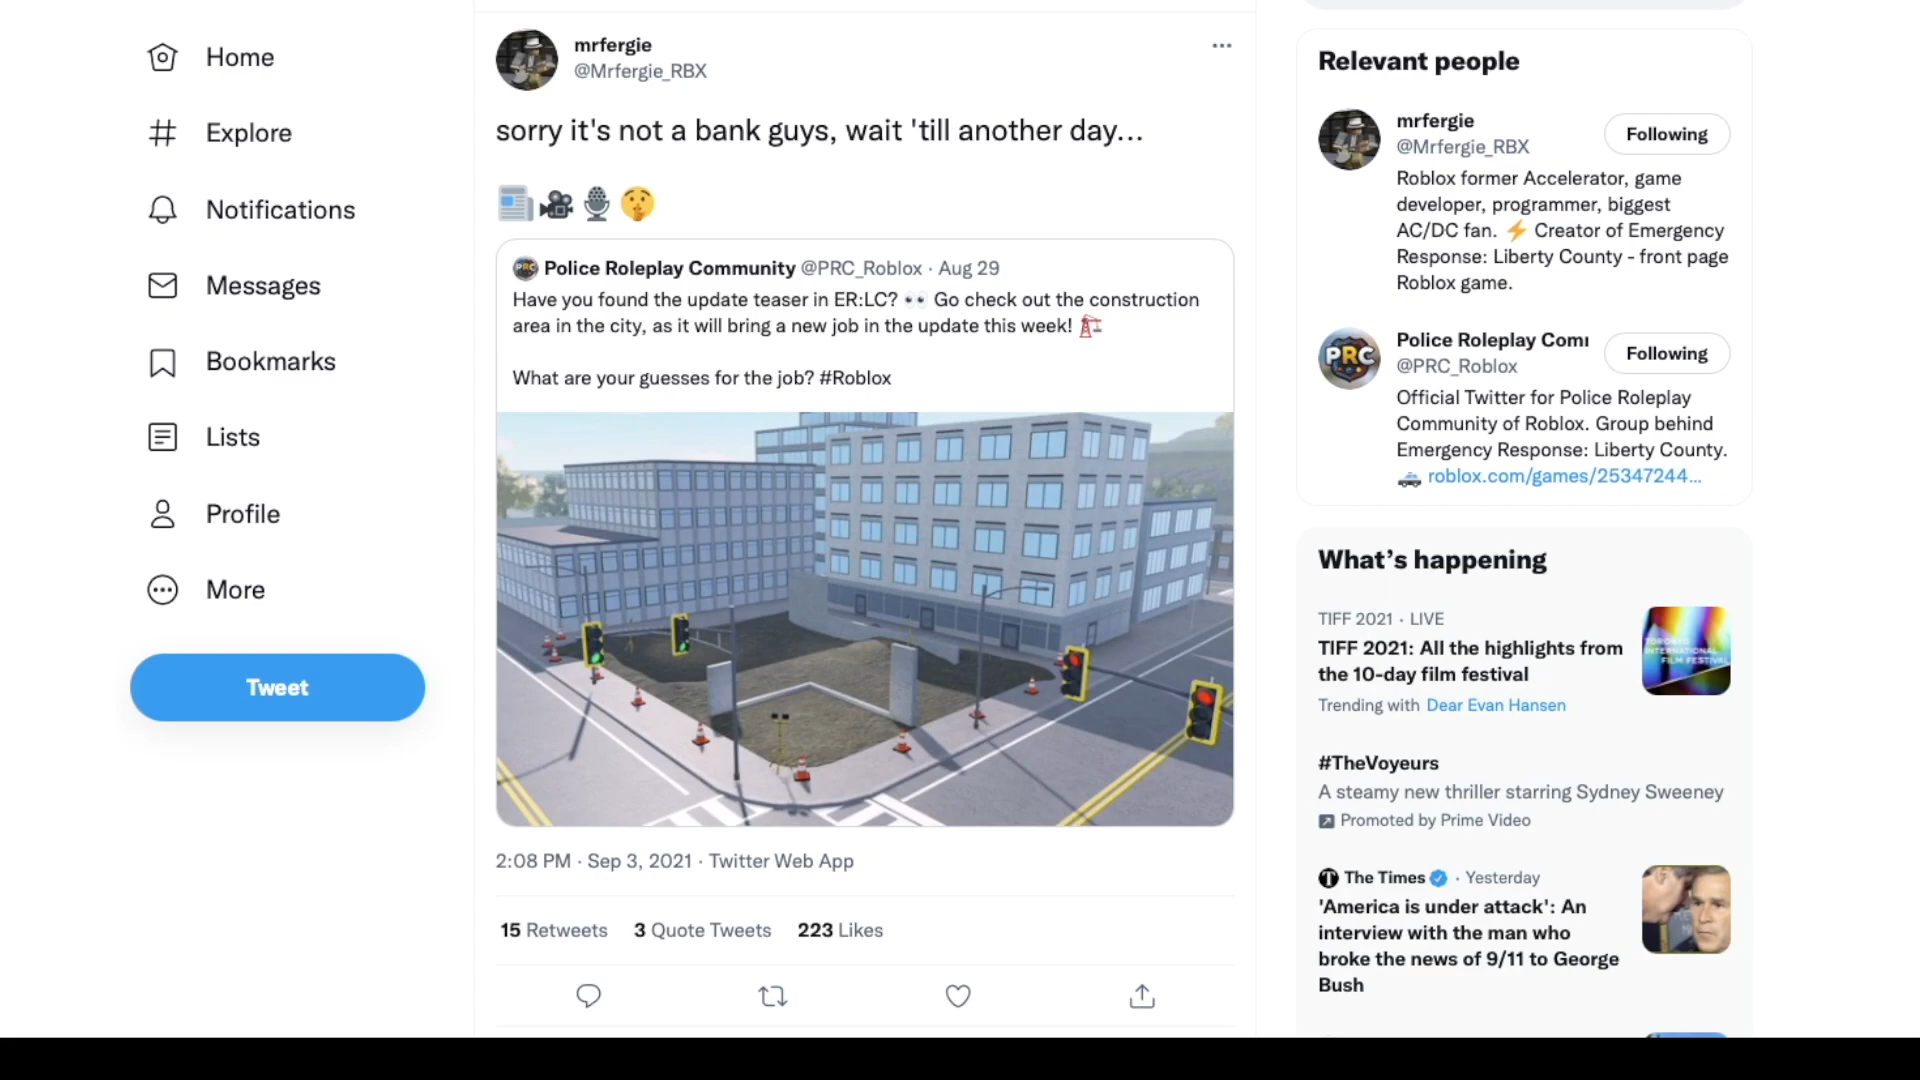 Home
Explore
Notifications
Messages
Bookmarks
Lists
Profile
More
Tweet
mrfergie
@Mrfergie_RBX
sorry it's not a bank guys, wait 'till another day...
PRC Police Roleplay Community @PRC_Roblox · Aug 29
Have you found the update teaser in ER:LC? Go check out the construction
area in the city, as it will bring a new job in the update this week!
What are your guesses for the job? #Roblox
2:08 PM · Sep 3, 2021 · Twitter Web App
15 Retweets 3 Quote Tweets 223 Likes
Relevant people
mrfergie
@Mrfergie_RBX
Following
Roblox former Accelerator, game
developer, programmer, biggest
AC/DC fan. ⚡ Creator of Emergency
Response: Liberty County - front page
Roblox game.
PRC
Police Roleplay Com
@PRC_Roblox
Following
Official Twitter for Police Roleplay
Community of Roblox. Group behind
Emergency Response: Liberty County.
roblox.com/games/25347244...
What's happening
TIFF 2021 · LIVE
TIFF 2021: All the highlights from
the 10-day film festival
Trending with Dear Evan Hansen
TORONTO
INTERNATIONAL
FILM FESTIVAL
#TheVoyeurs
A steamy new thriller starring Sydney Sweeney
Promoted by Prime Video
The Times · Yesterday
'America is under attack': An
interview with the man who
broke the news of 9/11 to George
Bush